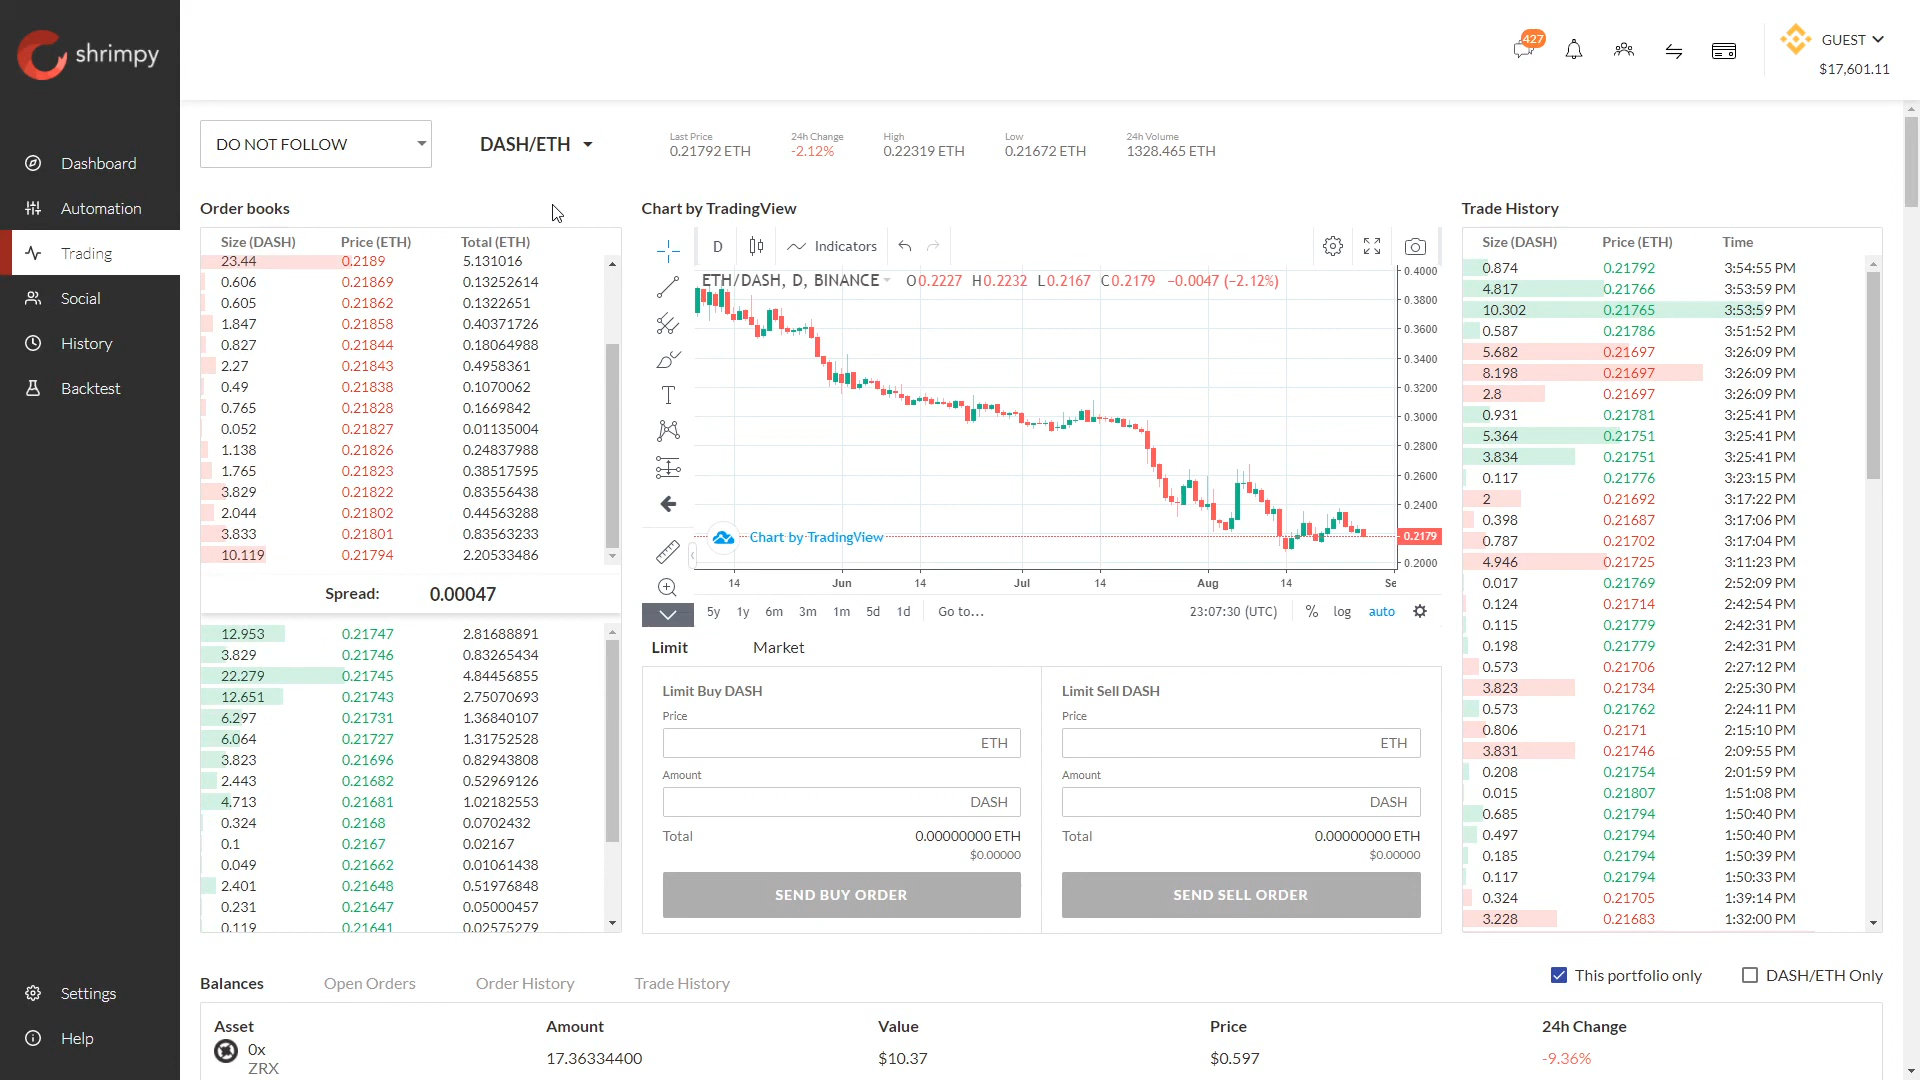 shrimpy
427
GUEST
$17,601.11
Dashboard
Automation
Trading
Social
History
Backtest
Settings
Help
DO NOT FOLLOW
DASH/ETH
Last Price
0.21792 ETH
24h Change
-2.12%
High
0.22319 ETH
Low
0.21672 ETH
24h Volume
1328.465 ETH
Order books
Size (DASH) Price (ETH) Total (ETH)
23.44 0.2189 5.131016
0.606 0.21869 0.13252614
0.605 0.21862 0.1322651
1.847 0.21858 0.40371726
0.827 0.21844 0.18064988
2.27 0.21843 0.4958361
0.49 0.21838 0.1070062
0.765 0.21828 0.1669842
0.052 0.21827 0.01135004
1.138 0.21826 0.24837988
1.765 0.21823 0.38517595
3.829 0.21822 0.83556438
2.044 0.21802 0.44563288
3.833 0.21801 0.83563233
10.119 0.21794 2.20533486
Spread: 0.00047
12.953 0.21747 2.81688891
3.829 0.21746 0.83265434
22.279 0.21745 4.84456855
12.651 0.21743 2.75070693
6.297 0.21731 1.36840107
6.064 0.21727 1.31752528
3.823 0.21696 0.82943808
2.443 0.21682 0.52969126
4.713 0.21681 1.02182553
0.324 0.2168 0.0702432
0.1 0.2167 0.02167
0.049 0.21662 0.01061438
2.401 0.21648 0.51976848
0.231 0.21647 0.05000457
0.119 0.21641 0.02575279
Chart by TradingView
D
Indicators
ETH/DASH, D, BINANCE O0.2227 H0.2232 L0.2167 C0.2179 −0.0047 (−2.12%)
0.4000
0.3800
0.3600
0.3400
0.3200
0.3000
0.2800
0.2600
0.2400
0.2179
0.2000
Chart by TradingView
14 Jun 14 Jul 14 Aug 14 Se
5y 1y 6m 3m 1m 5d 1d Go to... 23:07:30 (UTC) % log auto
Limit Market
Limit Buy DASH
Price
ETH
Amount
DASH
Total 0.00000000 ETH
$0.00000
SEND BUY ORDER
Limit Sell DASH
Price
ETH
Amount
DASH
Total 0.00000000 ETH
$0.00000
SEND SELL ORDER
Trade History
Size (DASH) Price (ETH) Time
0.874 0.21792 3:54:55 PM
4.817 0.21766 3:53:59 PM
10.302 0.21765 3:53:59 PM
0.587 0.21786 3:51:52 PM
5.682 0.21697 3:26:09 PM
8.198 0.21697 3:26:09 PM
2.8 0.21697 3:26:09 PM
0.931 0.21781 3:25:41 PM
5.364 0.21751 3:25:41 PM
3.834 0.21751 3:25:41 PM
0.117 0.21776 3:23:15 PM
2 0.21692 3:17:22 PM
0.398 0.21687 3:17:06 PM
0.787 0.21702 3:17:04 PM
4.946 0.21725 3:11:23 PM
0.017 0.21769 2:52:09 PM
0.124 0.21714 2:42:54 PM
0.115 0.21779 2:42:31 PM
0.198 0.21779 2:42:31 PM
0.573 0.21706 2:27:12 PM
3.823 0.21734 2:25:30 PM
0.573 0.21762 2:24:11 PM
0.806 0.2171 2:15:10 PM
3.831 0.21746 2:09:55 PM
0.208 0.21754 2:01:59 PM
0.015 0.21807 1:51:08 PM
0.685 0.21794 1:50:40 PM
0.497 0.21794 1:50:40 PM
0.185 0.21794 1:50:39 PM
0.117 0.21794 1:50:33 PM
0.324 0.21705 1:39:14 PM
3.228 0.21683 1:32:00 PM
Balances Open Orders Order History Trade History
This portfolio only DASH/ETH Only
Asset Amount Value Price 24h Change
0x
ZRX
17.36334400 $10.37 $0.597 -9.36%